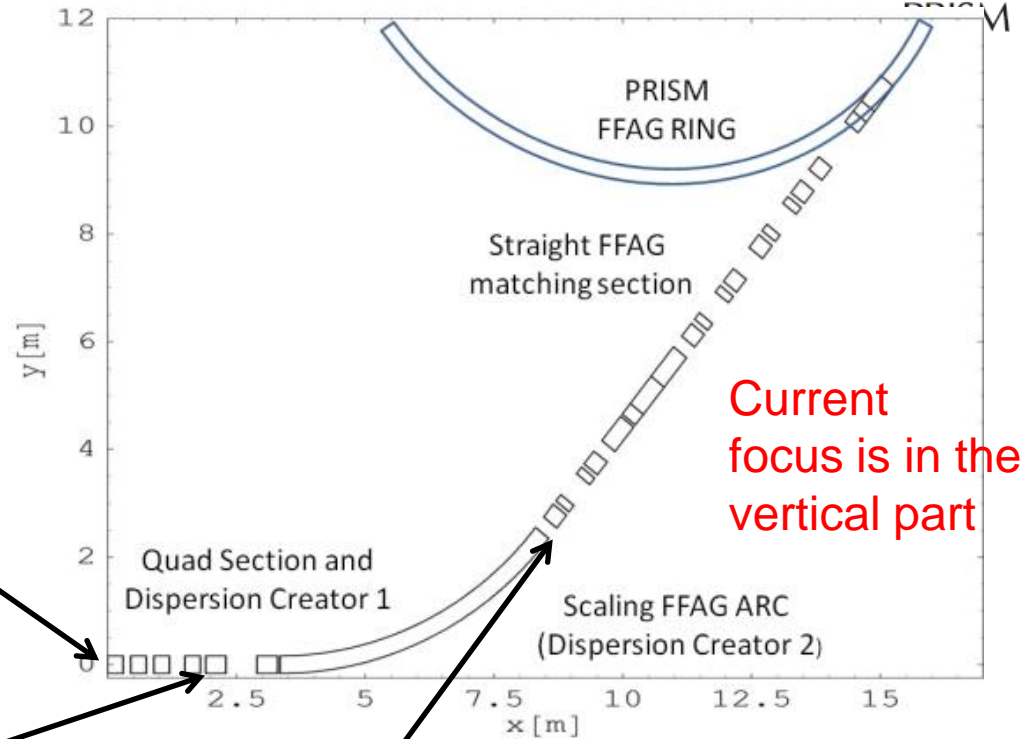 12
PRISM
FFAG RING
10
8
Straight FFAG
matching section
6
y[m]
Current
focus is in the
vertical part
4
2
Quad Section and
Dispersion Creator 1
Scaling FFAG ARC
(Dispersion Creator 2)
0
2.5
5
7.5
10
12.5
15
x[m]